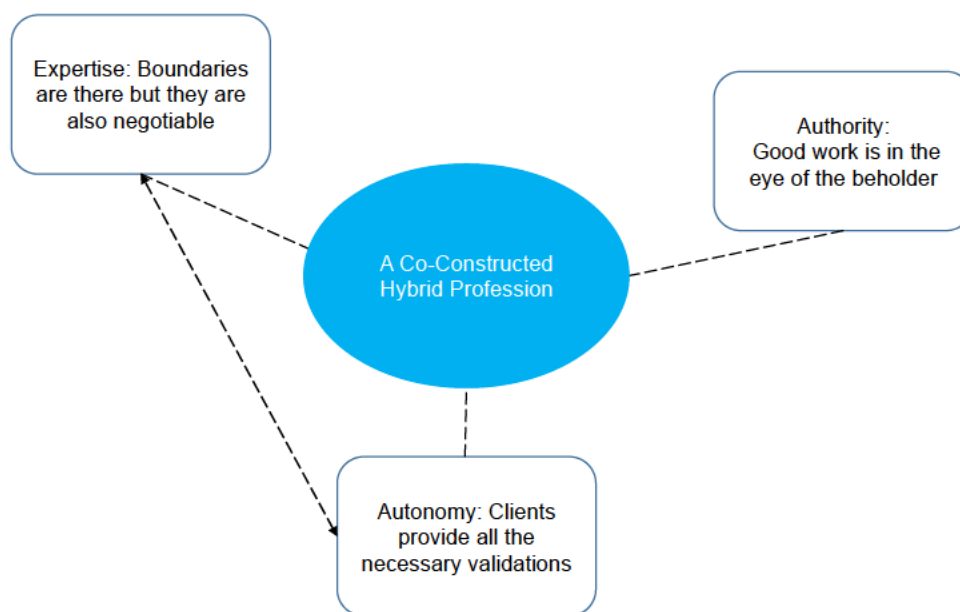 Expertise: Boundaries
are there but they are
also negotiable
Authority:
Good work is in the
eye of the beholder
A Co-Constructed
Hybrid Profession
Autonomy: Clients
provide all the
necessary validations